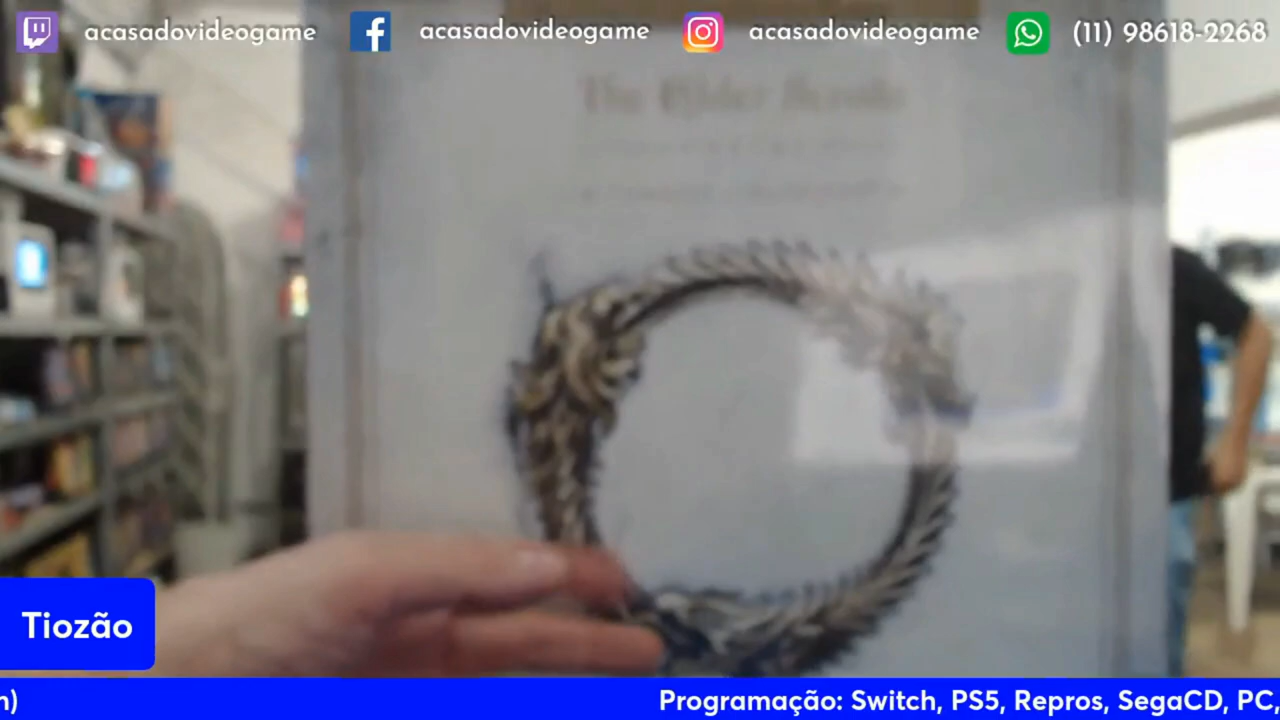 acasadovideogame acasadovideogame acasadovideogame (11) 98618-2268
The Elder Scrolls
Tiozão
n) Programação: Switch, PS5, Repros, SegaCD, PC,